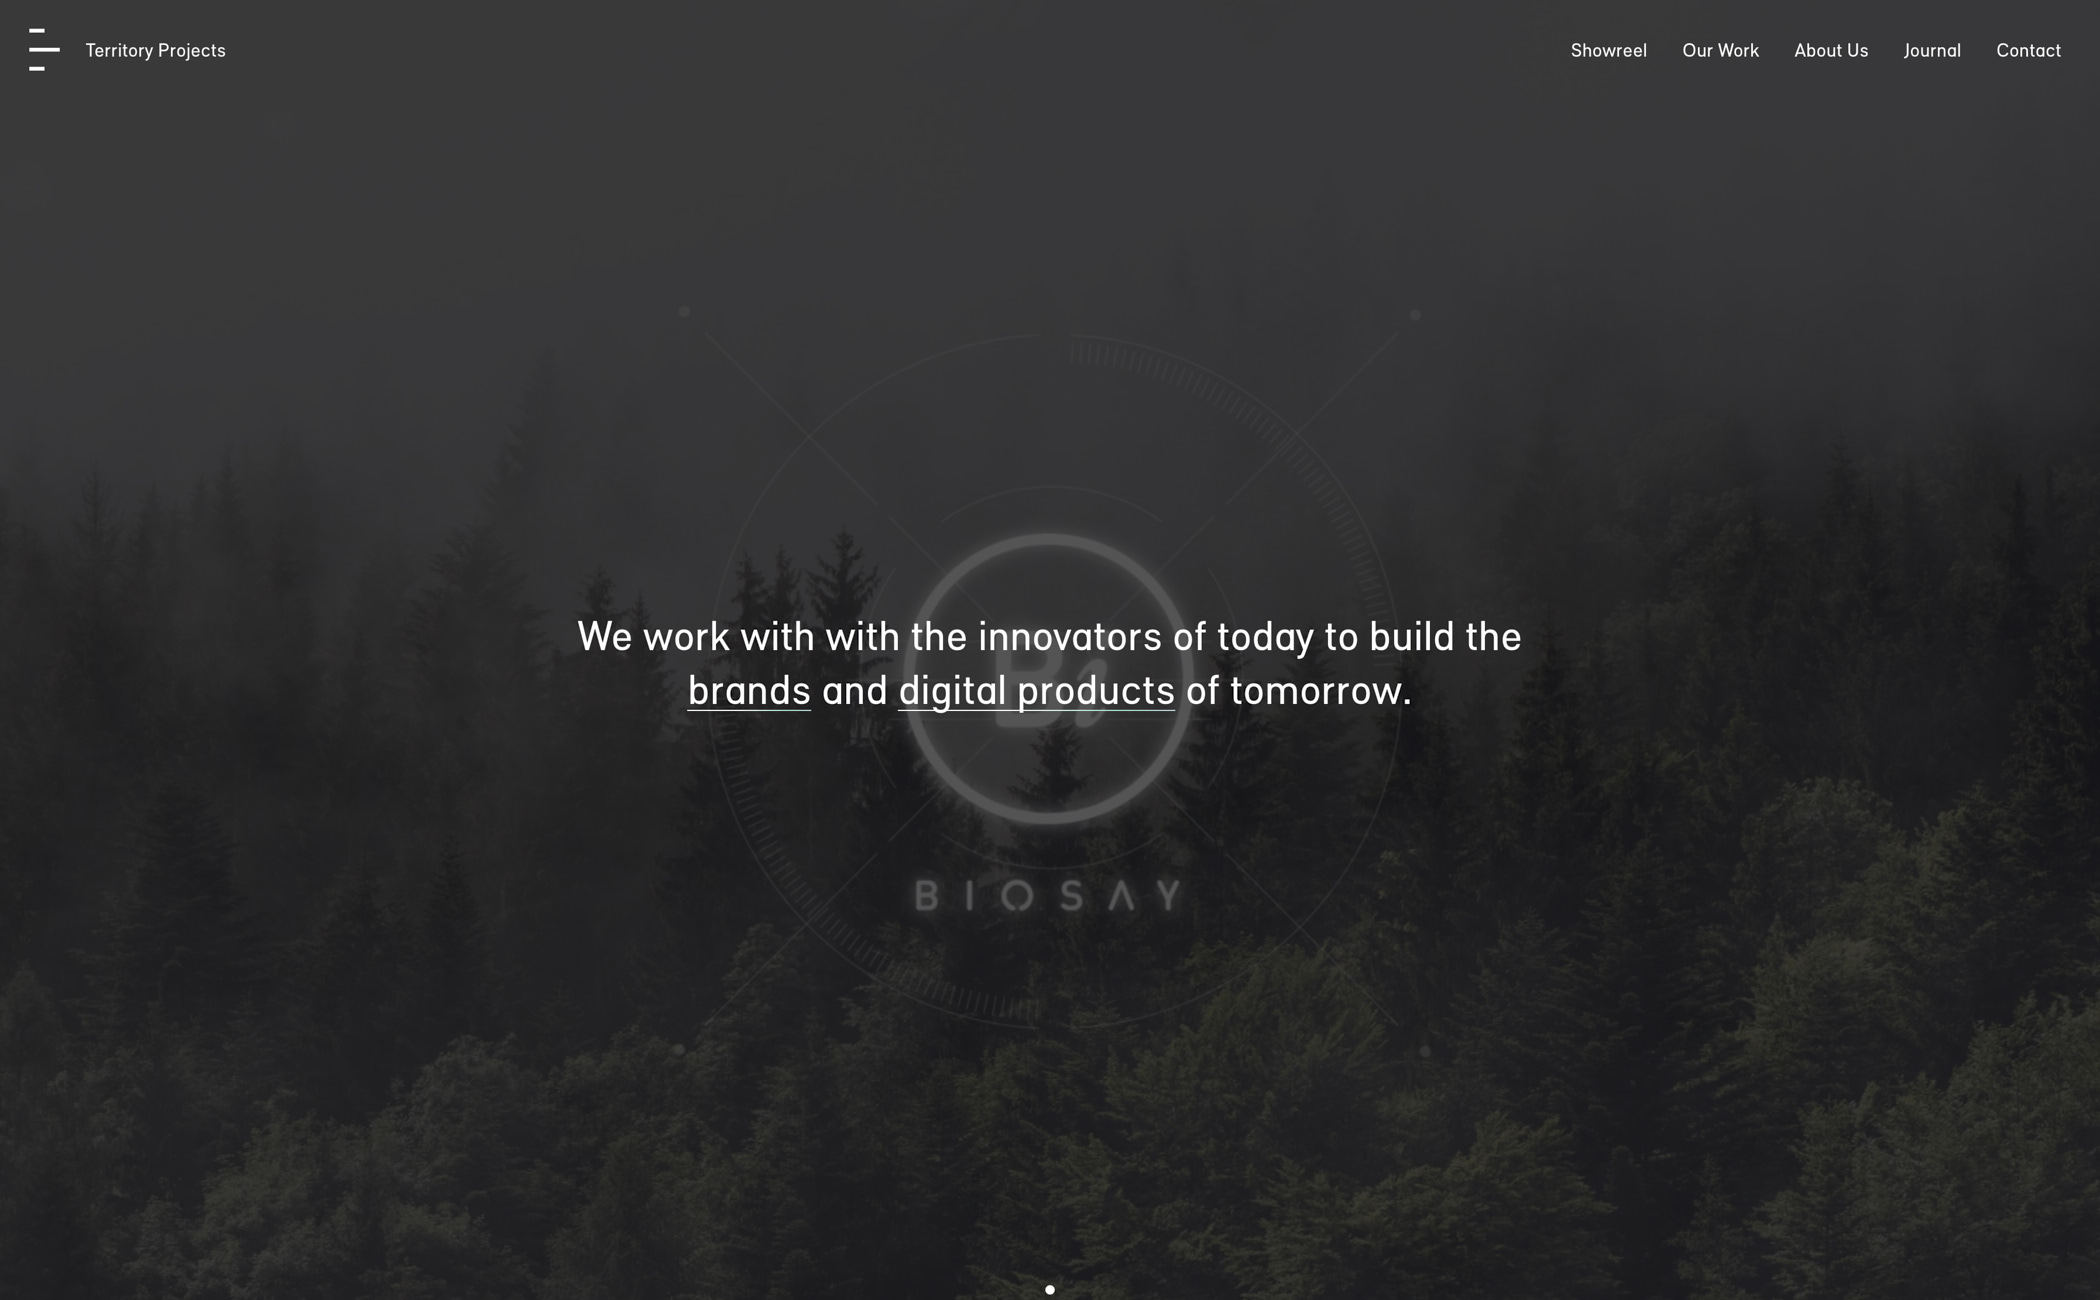 Territory Projects
Showreel Our Work About Us Journal Contact
We work with with the innovators of today to build the
brands and digital products of tomorrow.
Bi
BIOSAY